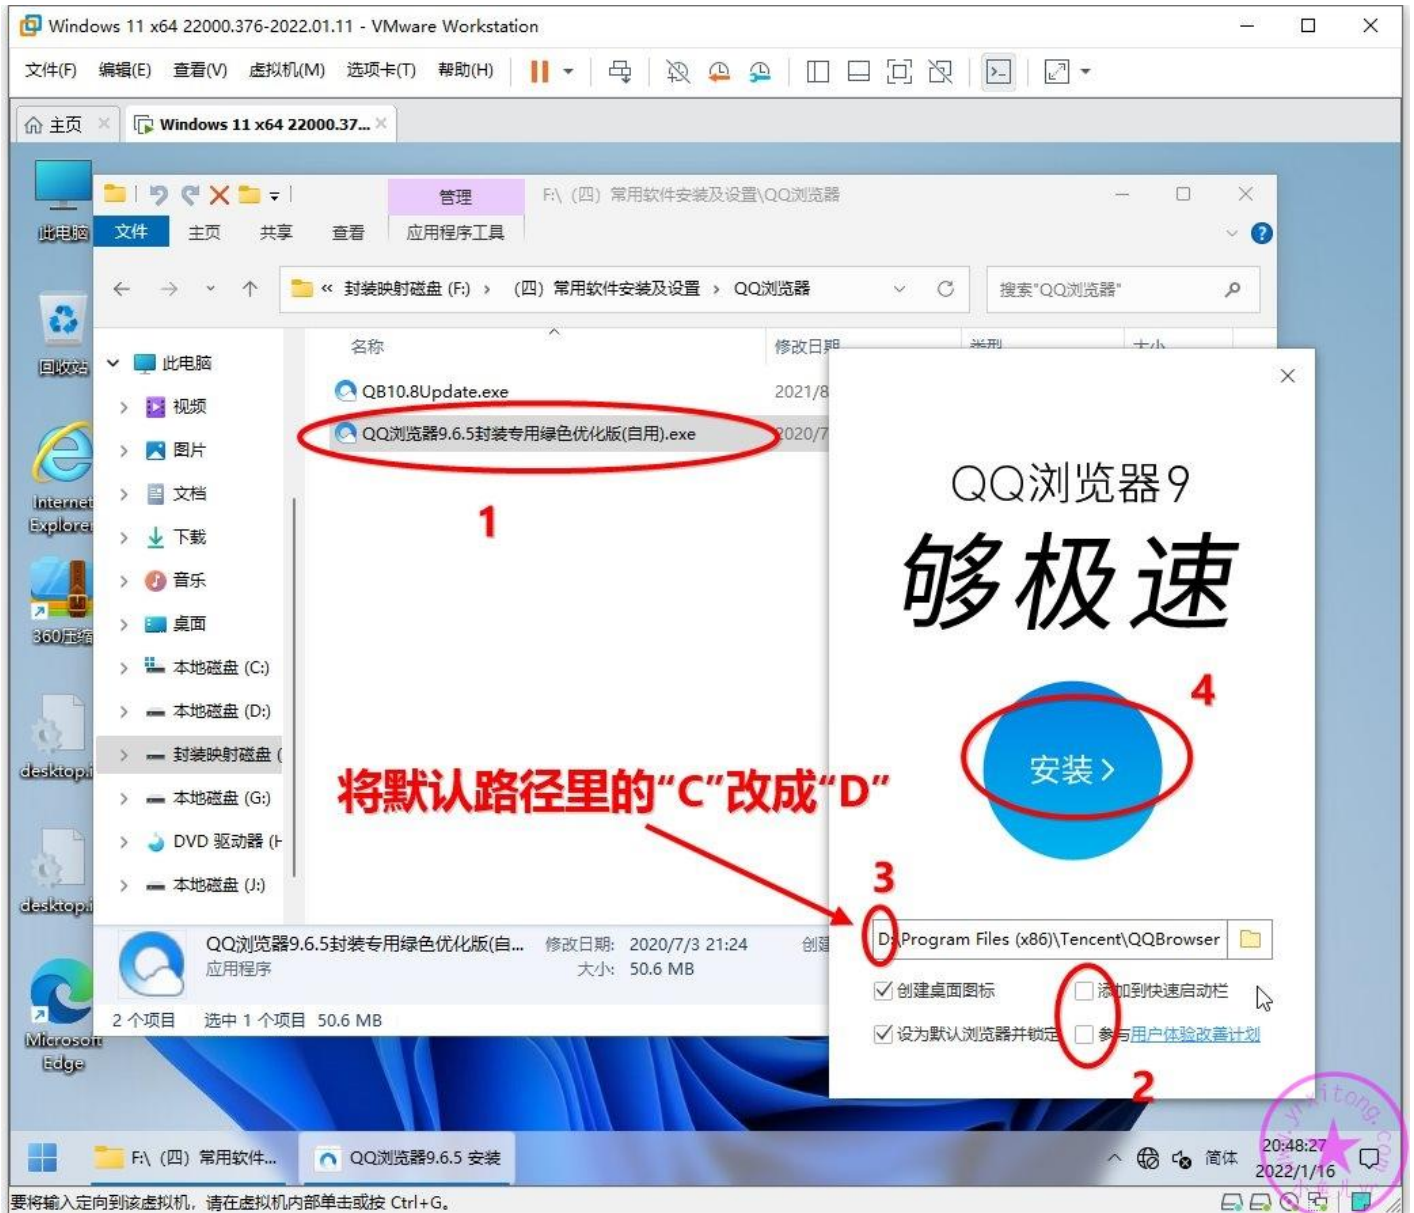 Windows 11 x64 22000.376-2022.01.11 - VMware Workstation
文件(F) 编辑(E) 查看(V) 虚拟机(M) 选项卡(T) 帮助(H)
主页 Windows 11 x64 22000.37...
管理 F:\ (四) 常用软件安装及设置\QQ浏览器
此电脑 文件 主页 共享 查看 应用程序工具
« 封装映射磁盘 (F:) › (四) 常用软件安装及设置 › QQ浏览器 搜索"QQ浏览器"
回收站
名称 修改日期 类型 大小
此电脑
QB10.8Update.exe 2021/8
视频
QQ浏览器9.6.5封装专用绿色优化版(自用).exe 2020/7
图片
QQ浏览器9
文档
Internet
Explorer
1
下载
够极速
音乐
桌面
360压缩
本地磁盘 (C:)
4
本地磁盘 (D:)
封装映射磁盘 (
desktop.i
安装 ›
将默认路径里的“C”改成“D”
本地磁盘 (G:)
DVD 驱动器 (H
3
本地磁盘 (J:)
desktop.i
QQ浏览器9.6.5封装专用绿色优化版(自... 修改日期: 2020/7/3 21:24 创建
D:\Program Files (x86)\Tencent\QQBrowser
应用程序 大小: 50.6 MB
创建桌面图标 添加到快速启动栏
2 个项目 选中 1 个项目 50.6 MB
设为默认浏览器并锁定 参与用户体验改善计划
Microsoft
Edge
2
F:\ (四) 常用软件... QQ浏览器9.6.5 安装 简体 20:48:27
2022/1/16
www.yrxitong.com
要将输入定向到该虚拟机，请在虚拟机内部单击或按 Ctrl+G。